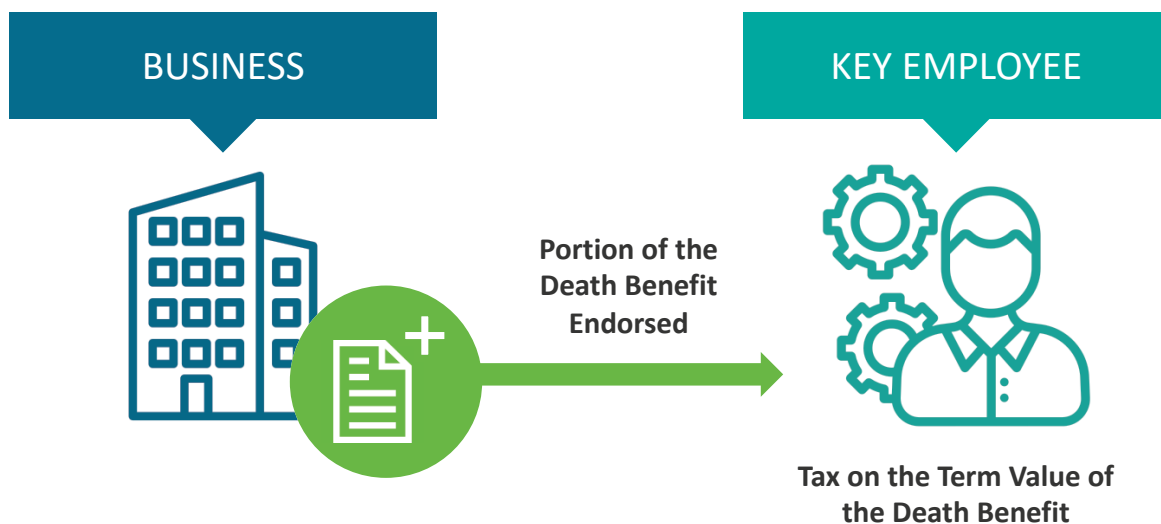 BUSINESS
KEY EMPLOYEE
Portion of the
Death Benefit
Endorsed
Tax on the Term Value of
the Death Benefit